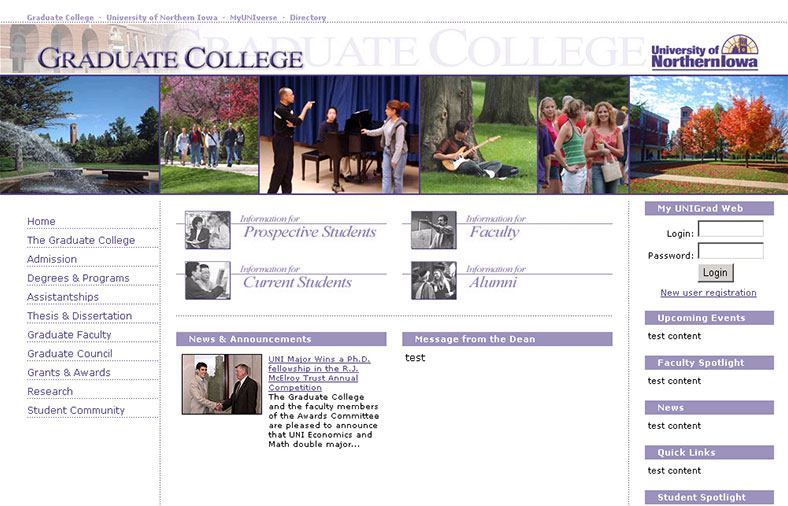 Graduate College - University of Northern Iowa - MyUNIverse - Directory
GRADUATE COLLEGE
GRADUATE COLLEGE
University of
NorthernIowa
Home
The Graduate College
Admission
Degrees & Programs
Assistantships
Thesis & Dissertation
Graduate Faculty
Graduate Council
Grants & Awards
Research
Student Community
Information for
Prospective Students
Information for
Faculty
Information for
Current Students
Information for
Alumni
News & Announcements
UNI Major Wins a Ph.D.
fellowship in the R.J.
McElroy Trust Annual
Competition
The Graduate College
and the faculty members
of the Awards Committee
are pleased to announce
that UNI Economics and
Math double major...
Message from the Dean
test
My UNIGrad Web
Login:
Password:
Login
New user registration
Upcoming Events
test content
Faculty Spotlight
test content
News
test content
Quick Links
test content
Student Spotlight